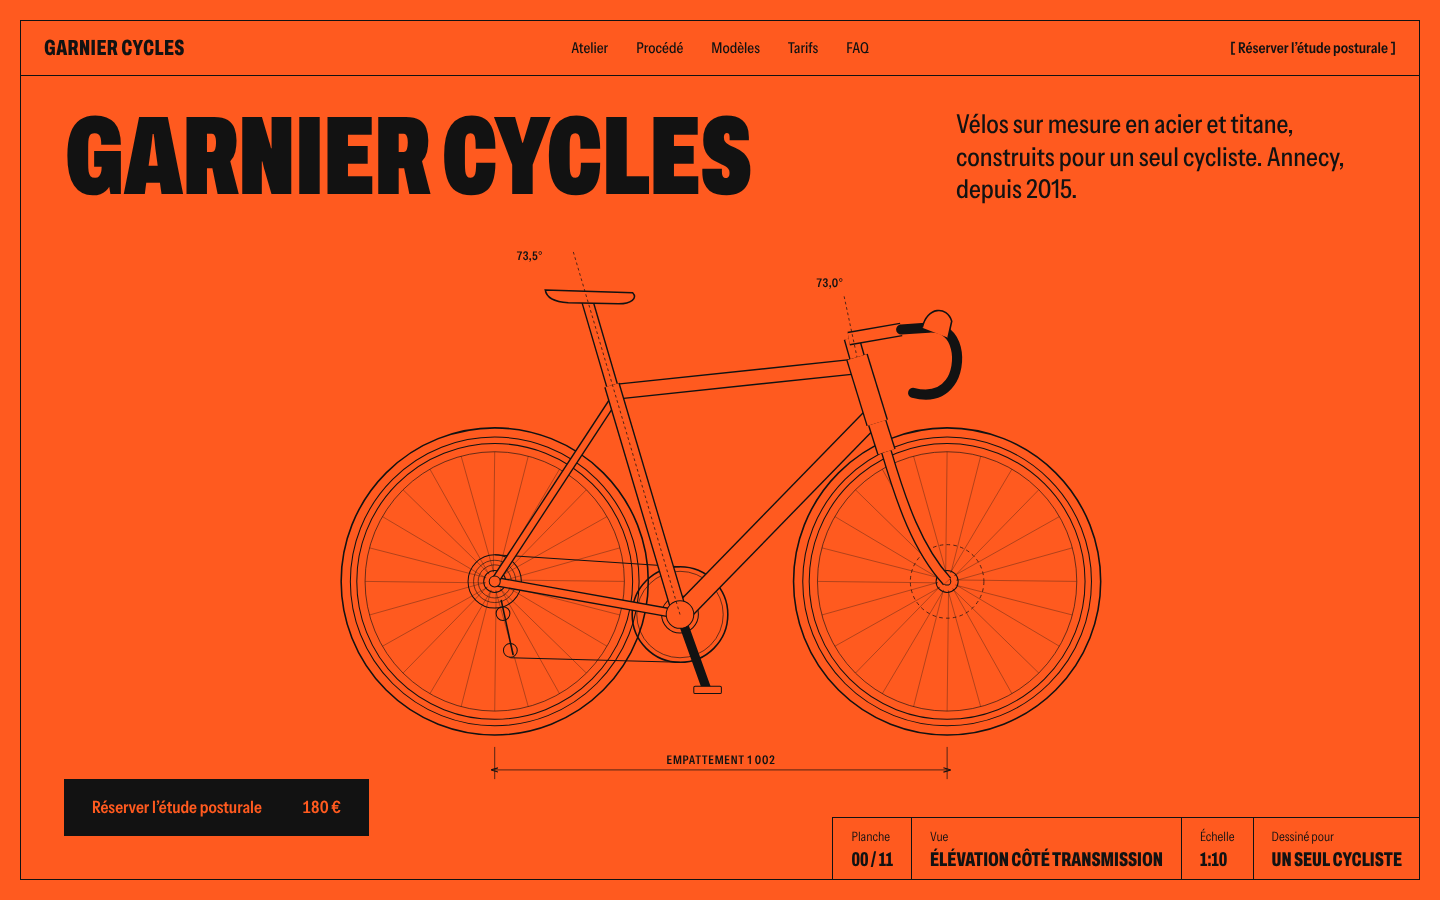 GARNIER CYCLES
Atelier Procédé Modèles Tarifs FAQ
[ Réserver l’étude posturale ]
GARNIER CYCLES
Vélos sur mesure en acier et titane,
construits pour un seul cycliste. Annecy,
depuis 2015.
73,5°
73,0°
EMPATTEMENT 1 002
Réserver l’étude posturale 180 €
Planche
00 / 11
Vue
ÉLÉVATION CÔTÉ TRANSMISSION
Échelle
1:10
Dessiné pour
UN SEUL CYCLISTE